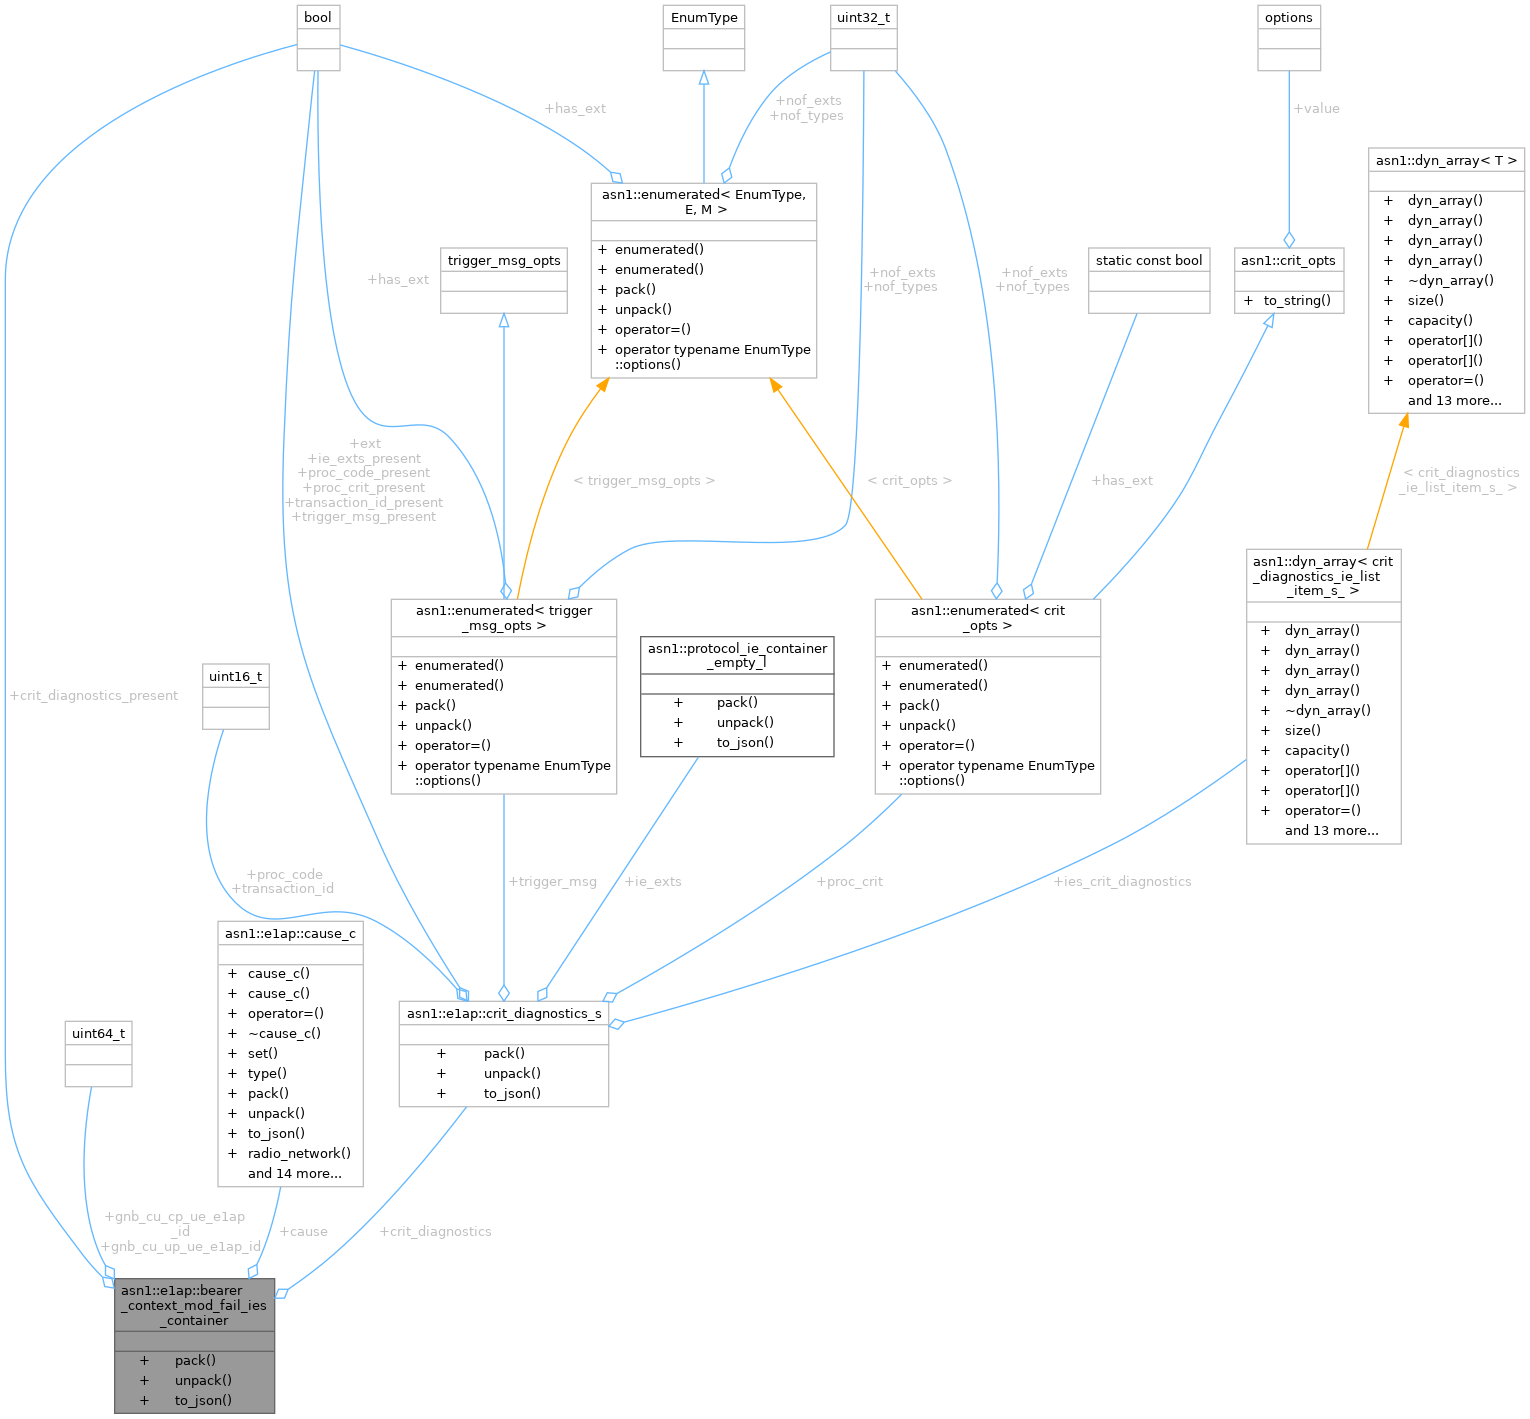 bool
EnumType
uint32_t
options
+has_ext
+nof_exts
+nof_types
+value
asn1::dyn_array< T >
+ dyn_array()
+ dyn_array()
+ dyn_array()
+ dyn_array()
+ ~dyn_array()
+ size()
+ capacity()
+ operator[]()
+ operator[]()
+ operator=()
and 13 more...
asn1::enumerated< EnumType,
E, M >
+ enumerated()
+ enumerated()
+ pack()
+ unpack()
+ operator=()
+ operator typename EnumType
::options()
trigger_msg_opts
static const bool
asn1::crit_opts
+ to_string()
+has_ext
+nof_exts
+nof_types
+nof_exts
+nof_types
+ext
+ie_exts_present
+proc_code_present
+proc_crit_present
+transaction_id_present
+trigger_msg_present
< trigger_msg_opts >
< crit_opts >
+has_ext
< crit_diagnostics
_ie_list_item_s_ >
asn1::dyn_array< crit
_diagnostics_ie_list
_item_s_ >
+ dyn_array()
+ dyn_array()
+ dyn_array()
+ dyn_array()
+ ~dyn_array()
+ size()
+ capacity()
+ operator[]()
+ operator[]()
+ operator=()
and 13 more...
asn1::enumerated< trigger
_msg_opts >
+ enumerated()
+ enumerated()
+ pack()
+ unpack()
+ operator=()
+ operator typename EnumType
::options()
asn1::protocol_ie_container
_empty_l
+ pack()
+ unpack()
+ to_json()
asn1::enumerated< crit
_opts >
+ enumerated()
+ enumerated()
+ pack()
+ unpack()
+ operator=()
+ operator typename EnumType
::options()
uint16_t
+crit_diagnostics_present
+proc_code
+transaction_id
+trigger_msg
+ie_exts
+proc_crit
+ies_crit_diagnostics
asn1::e1ap::cause_c
+ cause_c()
+ cause_c()
+ operator=()
+ ~cause_c()
+ set()
+ type()
+ pack()
+ unpack()
+ to_json()
+ radio_network()
and 14 more...
asn1::e1ap::crit_diagnostics_s
+ pack()
+ unpack()
+ to_json()
uint64_t
+gnb_cu_cp_ue_e1ap
_id
+gnb_cu_up_ue_e1ap_id
+cause
+crit_diagnostics
asn1::e1ap::bearer
_context_mod_fail_ies
_container
+ pack()
+ unpack()
+ to_json()